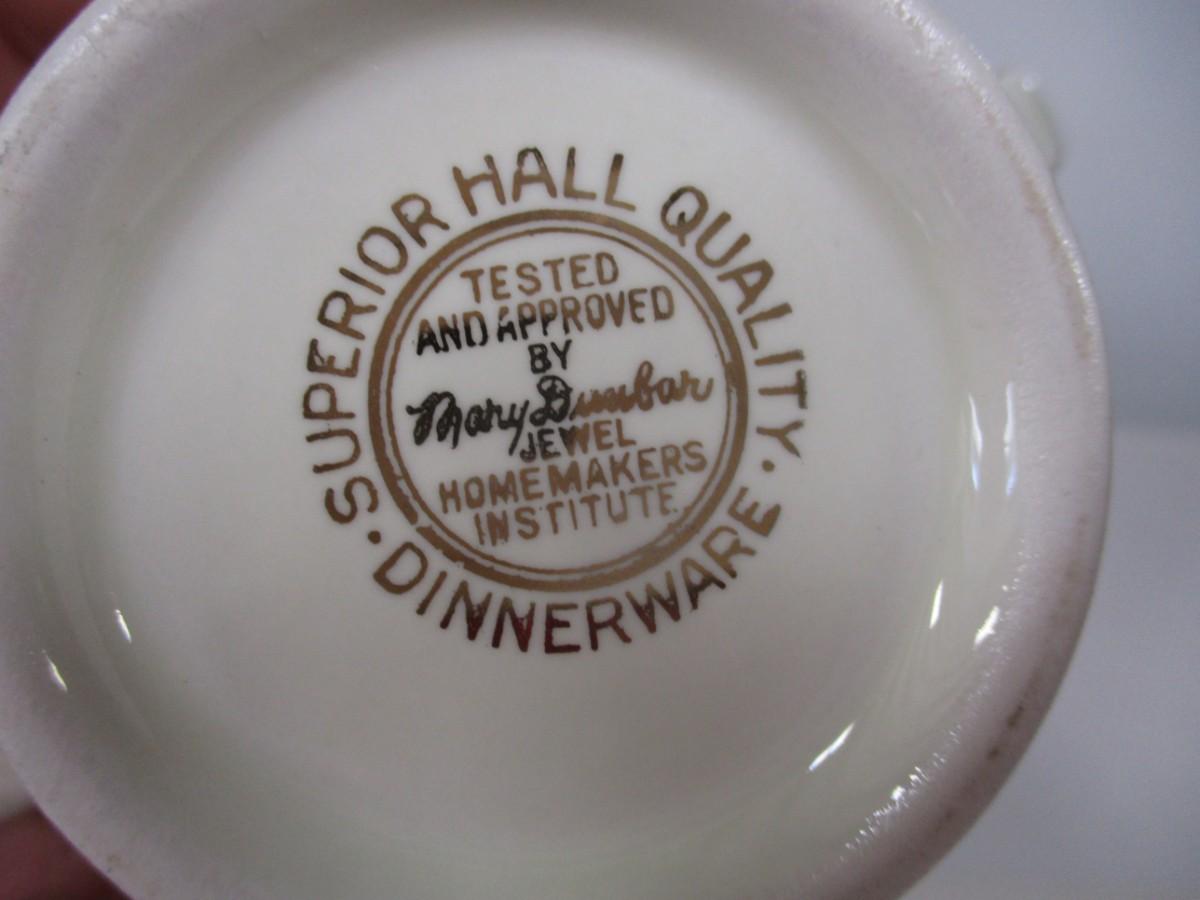 SUPERIOR HALL QUALITY
· DINNERWARE ·
TESTED
AND APPROVED
BY
Mary Dunbar
JEWEL
HOMEMAKERS
INSTITUTE